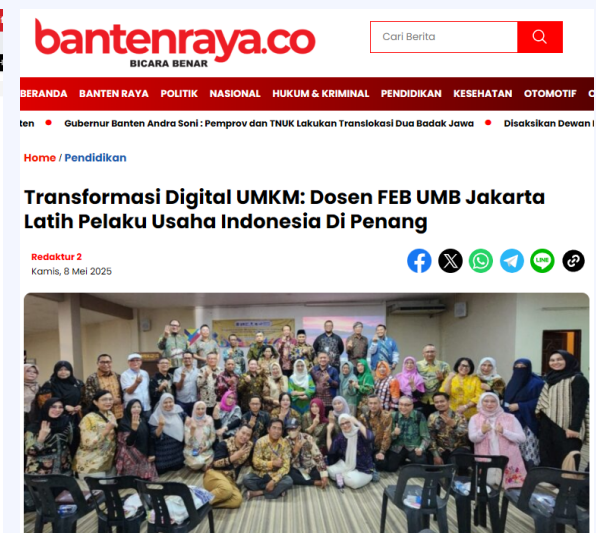 bantenraya.co
BICARA BENAR
Cari Berita
BERANDA BANTEN RAYA POLITIK NASIONAL HUKUM & KRIMINAL PENDIDIKAN KESEHATAN OTOMOTIF
ten • Gubernur Banten Andra Soni : Pemprov dan TNUK Lakukan Translokasi Dua Badak Jawa • Disaksikan Dewan
Home / Pendidikan
Transformasi Digital UMKM: Dosen FEB UMB Jakarta
Latih Pelaku Usaha Indonesia Di Penang
Redaktur 2
Kamis, 8 Mei 2025
LINE